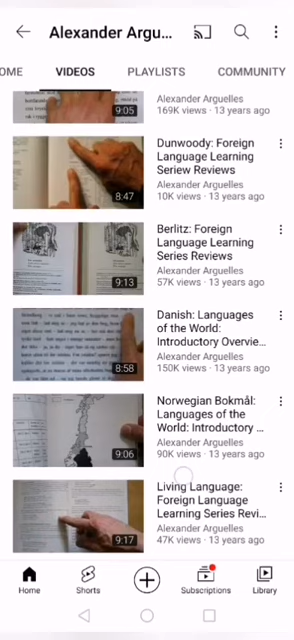 Alexander Argu...
OME
VIDEOS
PLAYLISTS
COMMUNITY
9:05
Alexander Arguelles
169K views · 13 years ago
Dunwoody: Foreign
Language Learning
Seriew Reviews
Alexander Arguelles
10K views · 13 years ago
8:47
Berlitz: Foreign
Language Learning
Series Reviews
Alexander Arguelles
57K views · 13 years ago
9:13
Danish: Languages
of the World:
Introductory Overvie...
Alexander Arguelles
150K views · 13 years ago
8:58
Norwegian Bokmål:
Languages of the
World: Introductory ...
Alexander Arguelles
90K views · 13 years ago
9:06
Living Language:
Foreign Language
Learning Series Revi...
Alexander Arguelles
47K views · 13 years ago
9:17
Home
Shorts
Subscriptions
Library